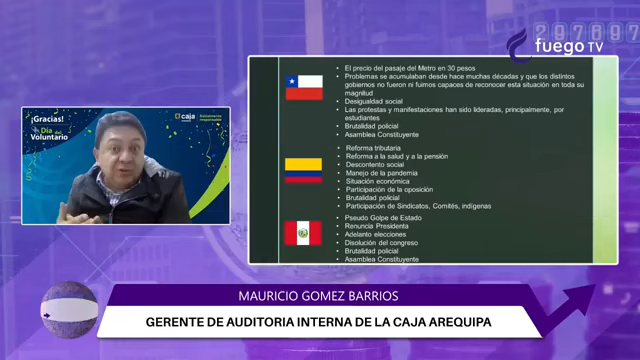 297897
fuego TV
¡Gracias!
Día del
Voluntario
caja
• El precio del pasaje del Metro en 30 pesos
• Problemas se acumulaban desde hace muchas décadas y que los distintos
gobiernos no fueron ni fuimos capaces de reconocer esta situación en toda su
magnitud
• Desigualdad social
• Las protestas y manifestaciones han sido lideradas, principalmente, por
estudiantes
• Brutalidad policial
• Asamblea Constituyente
• Reforma tributaria
• Reforma a la salud y a la pensión
• Descontento social
• Manejo de la pandemia
• Situación económica
• Participación de la oposición
• Brutalidad policial
• Participación de Sindicatos, Comités, indígenas
• Pseudo Golpe de Estado
• Renuncia Presidenta
• Adelanto elecciones
• Disolución del congreso
• Brutalidad policial
• Asamblea Constituyente
MAURICIO GOMEZ BARRIOS
GERENTE DE AUDITORIA INTERNA DE LA CAJA AREQUIPA